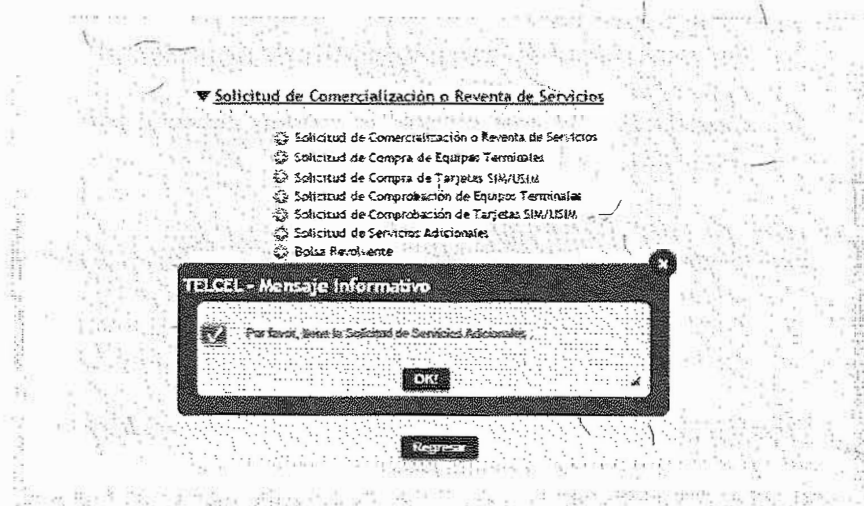 Solicitud de Comercialización o Reventa de Servicios
Solicitud de Comercialización o Reventa de Servicios
Solicitud de Compra de Equipos Terminales
Solicitud de Compra de Tarjetas SIM/USIM
Solicitud de Comprobación de Equipos Terminales
Solicitud de Comprobación de Tarjetas SIM/USIM
Solicitud de Servicios Adicionales
Bolsa Revolvente
TELCEL - Mensaje Informativo
Por favor, llene la Solicitud de Servicios Adicionales .
OK!
Regresar